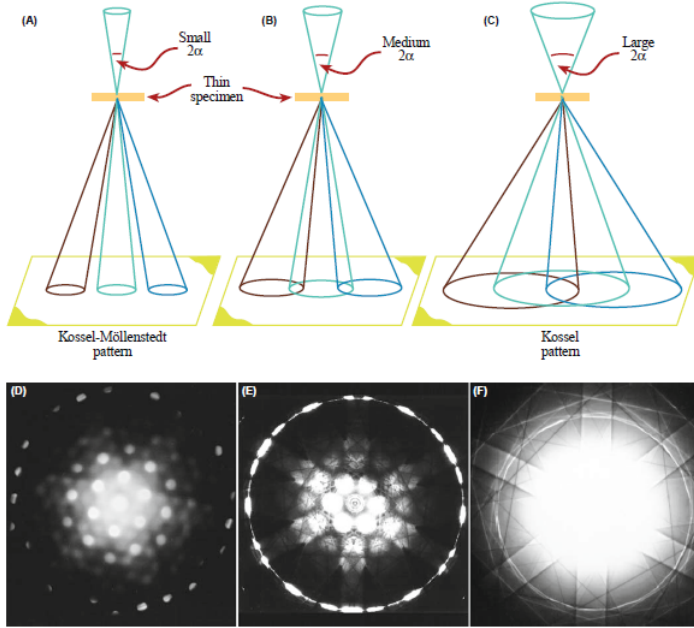 (A)
Small
2α
(B)
Medium
2α
(C)
Large
2α
Thin
specimen
Kossel-Möllenstedt
pattern
Kossel
pattern
(D)
(E)
(F)